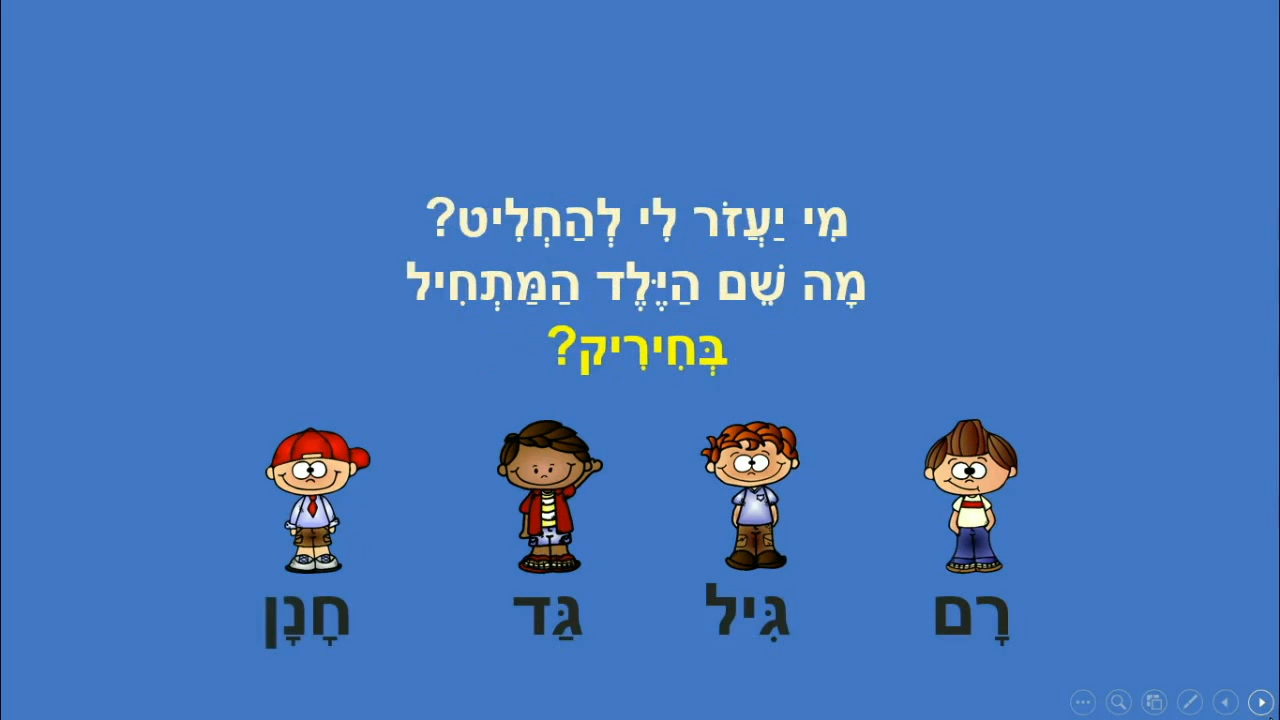 מִי יַעֲזֹר לִי לְהַחְלִיט?
מָה שֵׁם הַיֶּלֶד הַמַּתְחִיל
בְּחִירִיק?
רָם גִּיל גַּד חָנָן